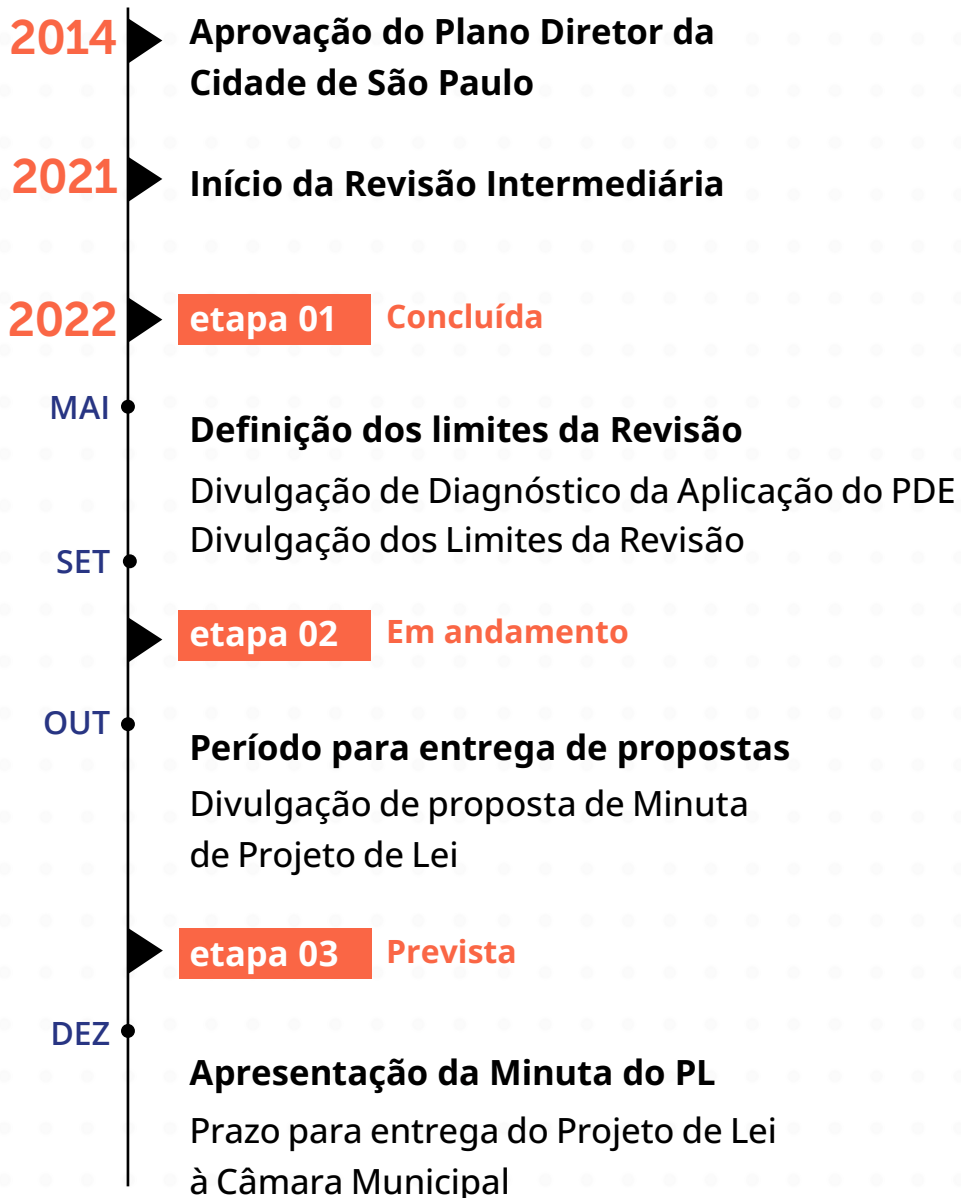 2014
Aprovação do Plano Diretor da
Cidade de São Paulo
2021
Início da Revisão Intermediária
2022
etapa 01 Concluída
MAI
Definição dos limites da Revisão
Divulgação de Diagnóstico da Aplicação do PDE
Divulgação dos Limites da Revisão
SET
etapa 02 Em andamento
OUT
Período para entrega de propostas
Divulgação de proposta de Minuta
de Projeto de Lei
etapa 03 Prevista
DEZ
Apresentação da Minuta do PL
Prazo para entrega do Projeto de Lei
à Câmara Municipal